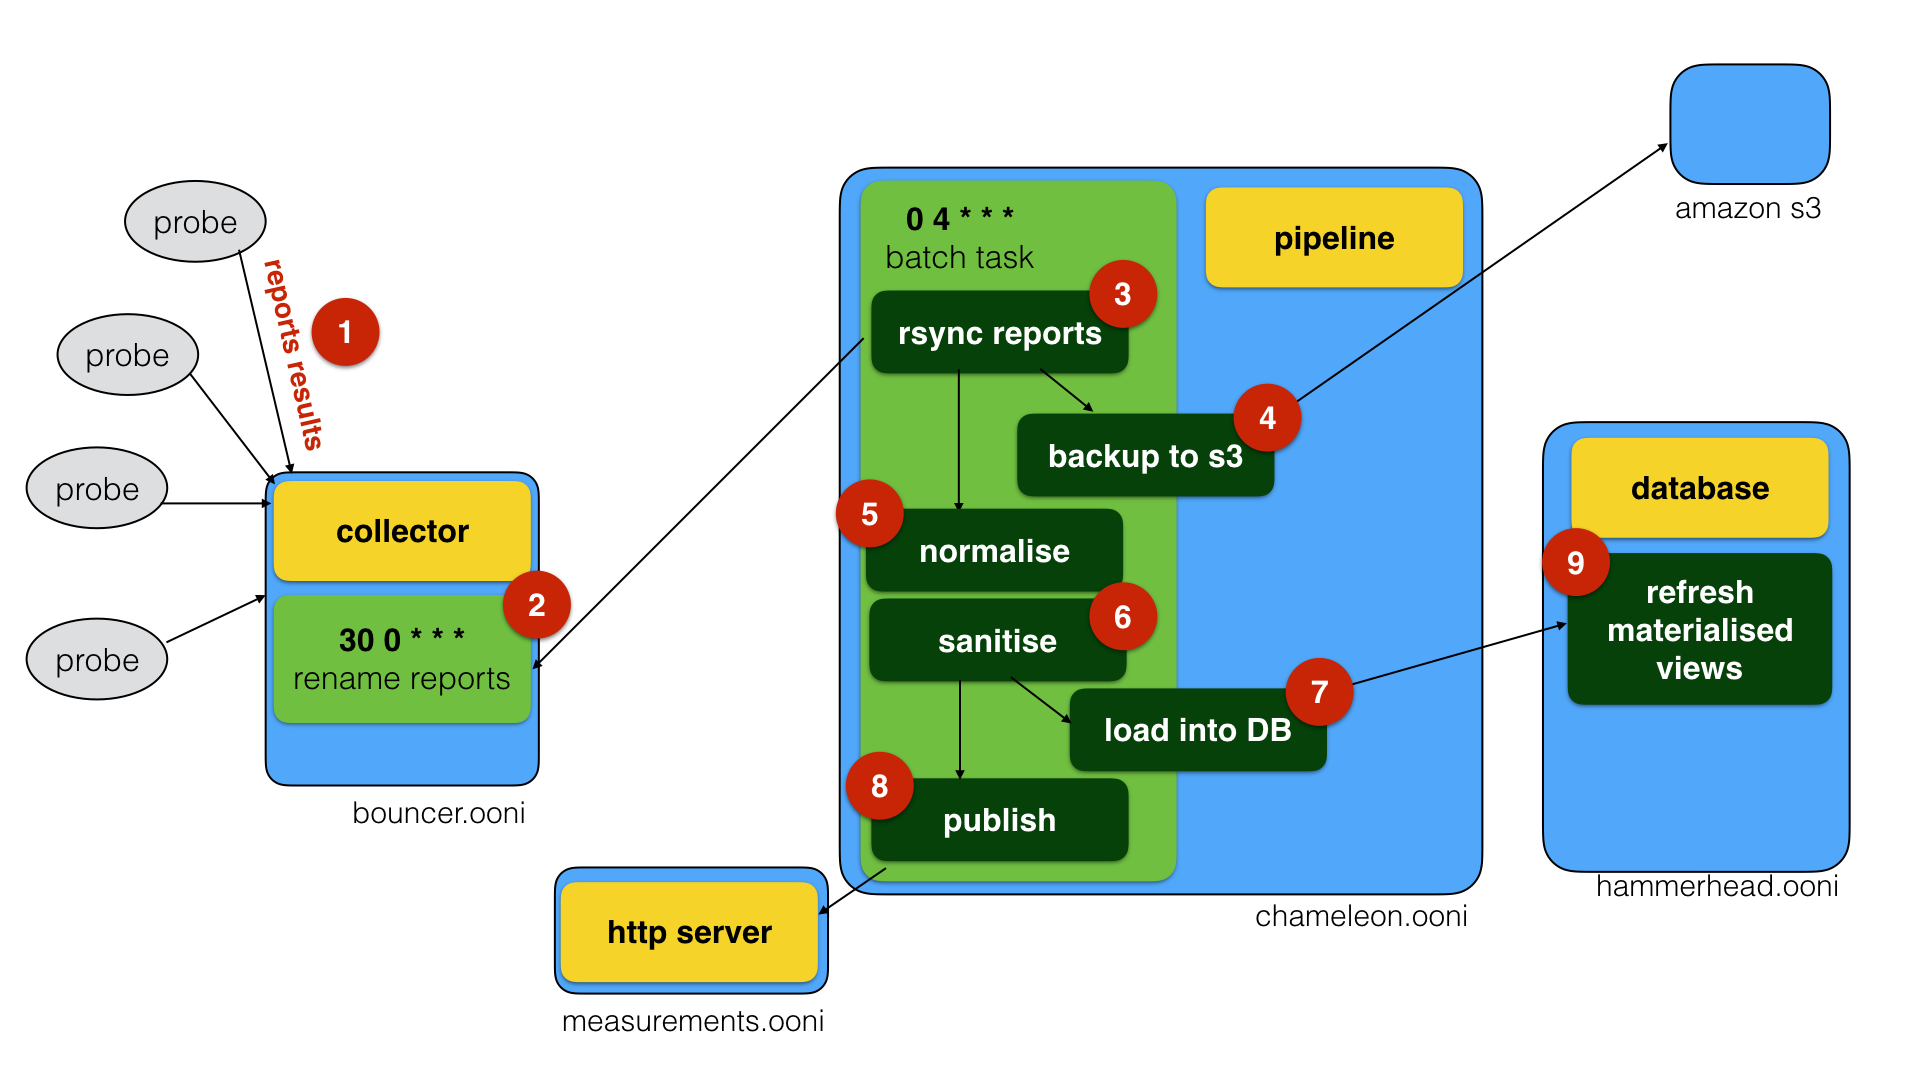 probe
probe
probe
probe
reports results
1
collector
2
30 0 * * *
rename reports
bouncer.ooni
0 4 * * *
batch task
pipeline
3
rsync reports
4
backup to s3
5
normalise
6
sanitise
7
load into DB
8
publish
chameleon.ooni
http server
measurements.ooni
amazon s3
database
9
refresh
materialised
views
hammerhead.ooni